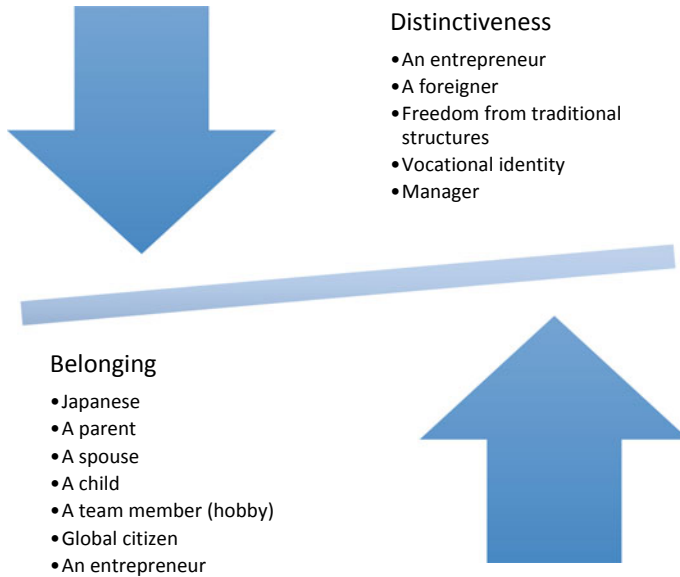 Distinctiveness
•An entrepreneur
•A foreigner
•Freedom from traditional
structures
•Vocational identity
•Manager
Belonging
•Japanese
•A parent
•A spouse
•A child
•A team member (hobby)
•Global citizen
•An entrepreneur